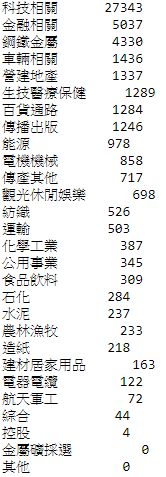 科技相關 27343
金融相關 5037
鋼鐵金屬 4330
車輛相關 1436
營建地產 1337
生技醫療保健 1289
百貨通路 1284
傳播出版 1246
能源 978
電機機械 858
傳產其他 717
觀光休閒娛樂 698
紡織 526
運輸 503
化學工業 387
公用事業 345
食品飲料 309
石化 284
水泥 237
農林漁牧 233
造紙 218
建材居家用品 163
電器電纜 122
航天軍工 72
綜合 44
控股 4
金屬礦採選 0
其他 0